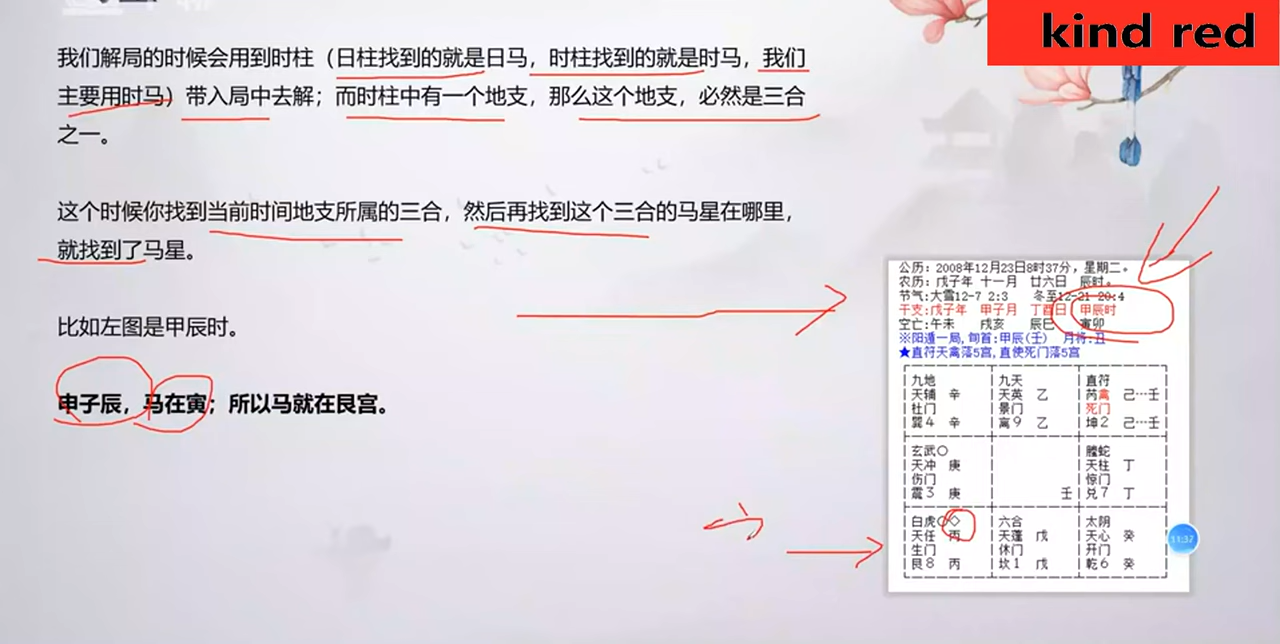 kind red
我们解局的时候会用到时柱（日柱找到的就是日马，时柱找到的就是时马，我们
主要用时马）带入局中去解；而时柱中有一个地支，那么这个地支，必然是三合
之一。
这个时候你找到当前时间地支所属的三合，然后再找到这个三合的马星在哪里，
就找到了马星。
比如左图是甲辰时。
申子辰，马在寅；所以马就在艮宫。
公历：2008年12月23日8时37分，星期二。
农历：戊子年 十一月 廿六日 辰时。
节气:大雪12-7 2:3 冬至12-21 20:4
干支:戊子年 甲子月 丁酉日 甲辰时
空亡:午未 戌亥 辰巳 寅卯
※阳遁一局,旬首:甲辰(壬) 月将:丑
★直符天禽落5宫,直使死门落5宫
九地 九天 直符
天辅 辛 天英 乙 芮禽 己…壬
杜门 景门 死门
巽4 辛 离9 乙 坤2 己…壬
玄武〇 螣蛇
天冲 庚 天柱 丁
伤门 惊门
震3 庚 壬 兑7 丁
白虎〇◇ 六合 太阴
天任 丙 天蓬 戊 天心 癸
生门 休门 开门
艮8 丙 坎1 戊 乾6 癸
11:37